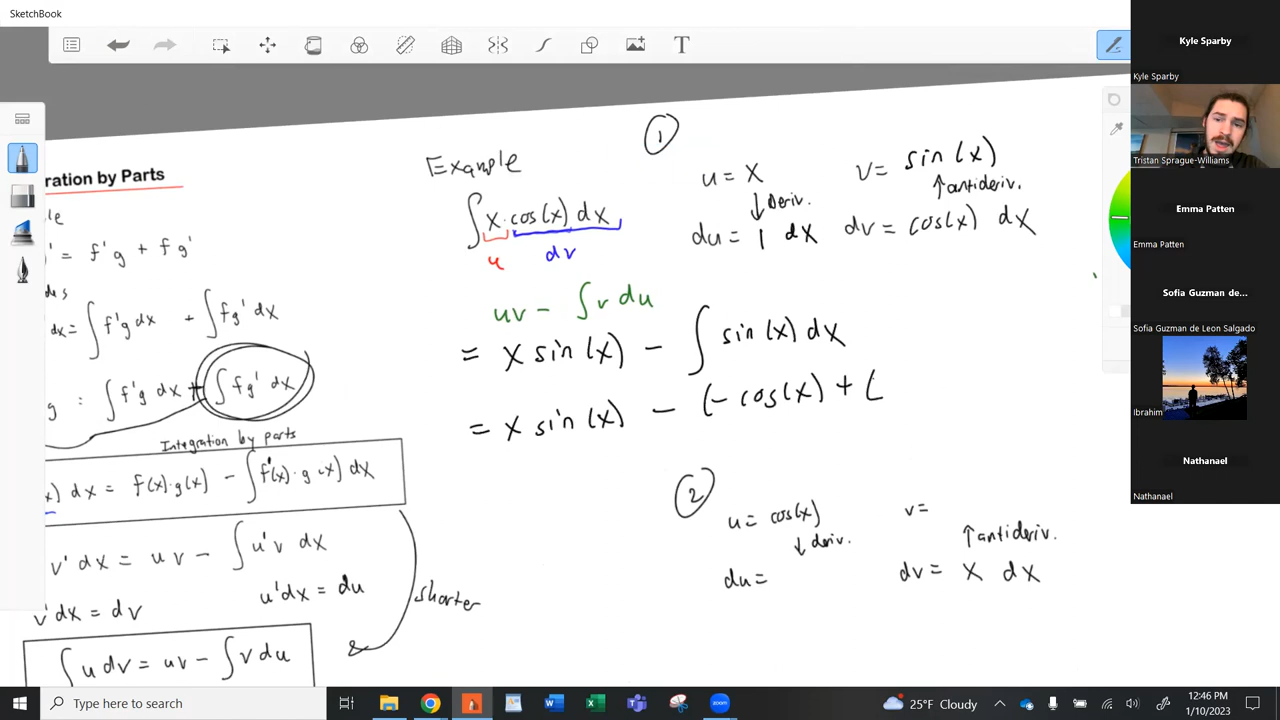 SketchBook
ration by Parts
' = f'g + fg'
dx = ∫f'g dx + ∫fg' dx
g : ∫f'g dx + ∫fg' dx
Integration by parts
x) dx = f(x)·g(x) - ∫f'(x)·g(x) dx
v' dx = uv - ∫u'v dx
v'dx = dv
u'dx = du
shorter
∫u dv = uv - ∫v du
Example
∫x·cos(x) dx
u
dv
uv - ∫v du
= x sin(x) - ∫sin(x) dx
= x sin(x) - (-cos(x) + (
1
u = x
v = sin(x)
↓Deriv.
↑antideriv.
du = 1 dx
dv = cos(x) dx
2
u = cos(x)
v =
↓deriv.
↑antideriv.
du =
dv = x dx
Kyle Sparby
Kyle Sparby
Tristan Sprague-Williams
Emma Patten
Emma Patten
Sofia Guzman de...
Sofia Guzman de Leon Salgado
Ibrahim
Nathanael
Nathanael
Type here to search
25°F Cloudy
12:46 PM
1/10/2023